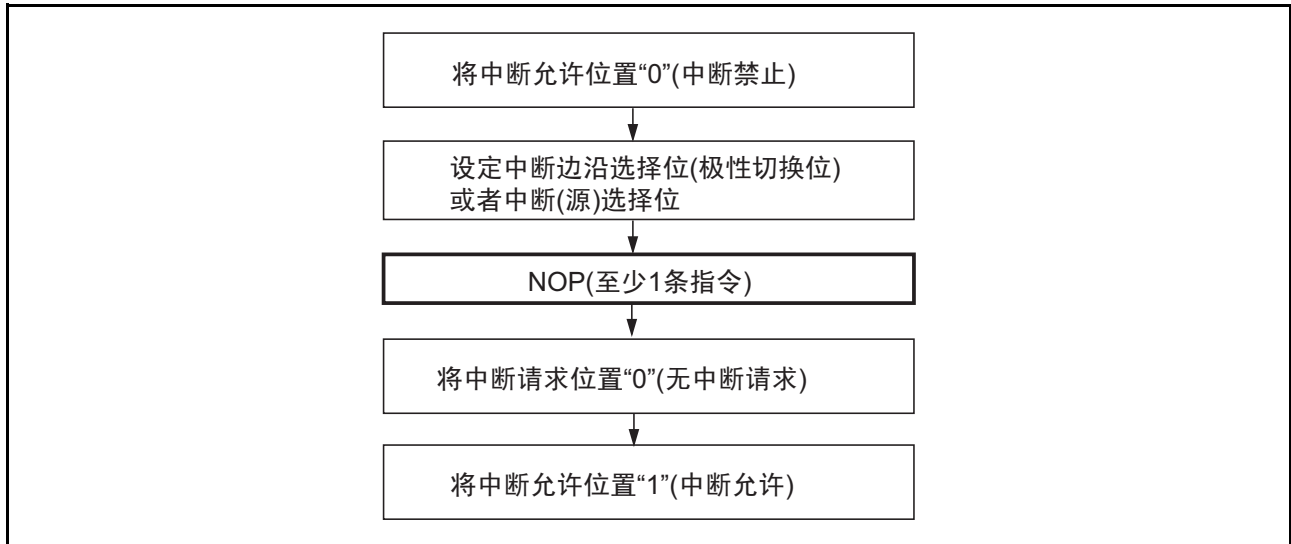 将中断允许位置“0”(中断禁止)
设定中断边沿选择位(极性切换位)
或者中断(源)选择位
NOP(至少1条指令)
将中断请求位置“0”(无中断请求)
将中断允许位置“1”(中断允许)